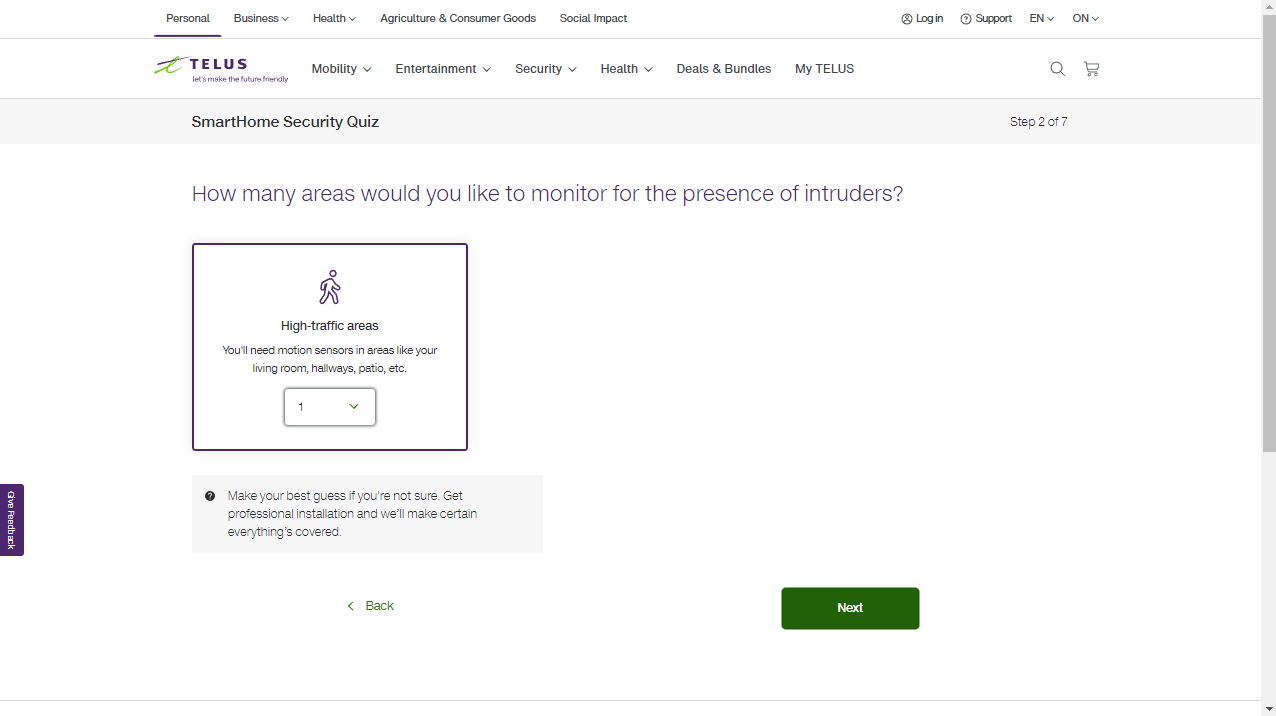 Personal Business Health Agriculture & Consumer Goods Social Impact Log in Support EN ON
TELUS
let's make the future friendly
Mobility Entertainment Security Health Deals & Bundles My TELUS
SmartHome Security Quiz Step 2 of 7
How many areas would you like to monitor for the presence of intruders?
High-traffic areas
You'll need motion sensors in areas like your
living room, hallways, patio, etc.
1
Make your best guess if you're not sure. Get
professional installation and we'll make certain
everything's covered.
Give Feedback
Back Next